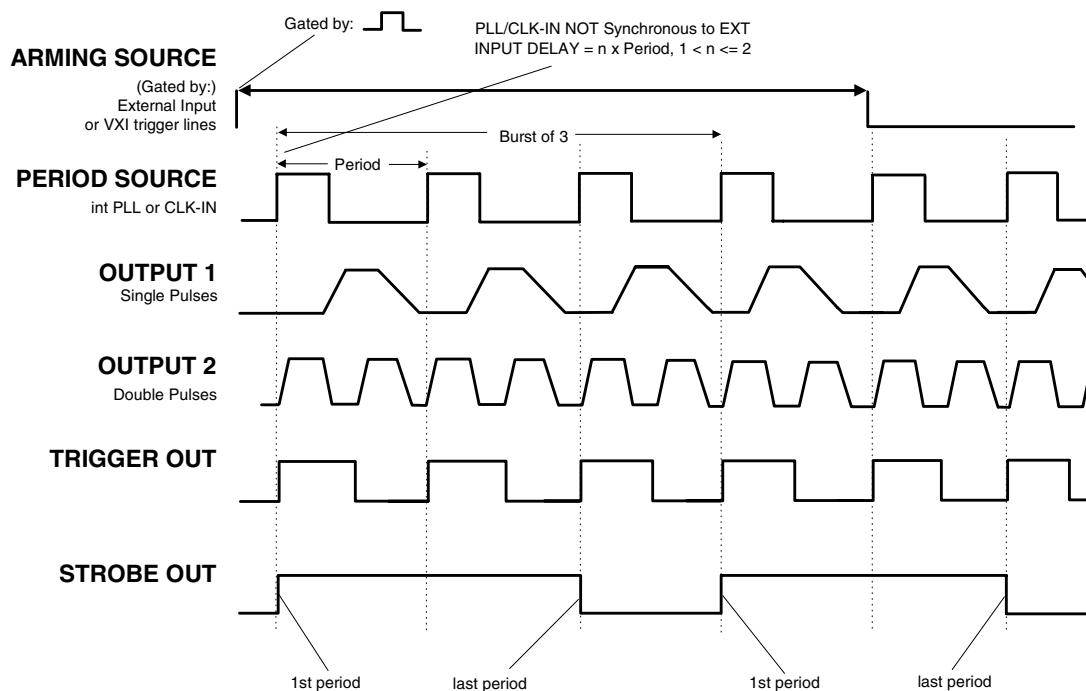 Gated by:
PLL/CLK-IN NOT Synchronous to EXT
INPUT DELAY = n x Period, 1 < n <= 2
ARMING SOURCE
(Gated by:)
External Input
or VXI trigger lines
Burst of 3
Period
PERIOD SOURCE
int PLL or CLK-IN
OUTPUT 1
Single Pulses
OUTPUT 2
Double Pulses
TRIGGER OUT
STROBE OUT
1st period
last period
1st period
last period